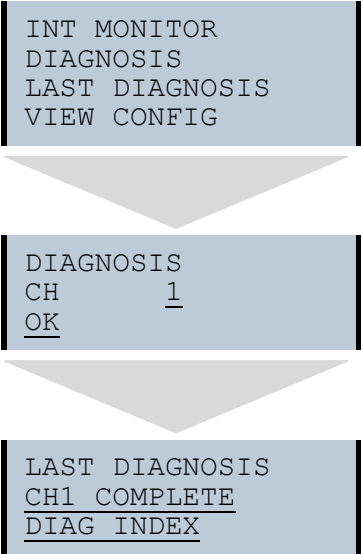 INT MONITOR
DIAGNOSIS
LAST DIAGNOSIS
VIEW CONFIG
DIAGNOSIS
CH 1
OK
LAST DIAGNOSIS
CH1 COMPLETE
DIAG INDEX